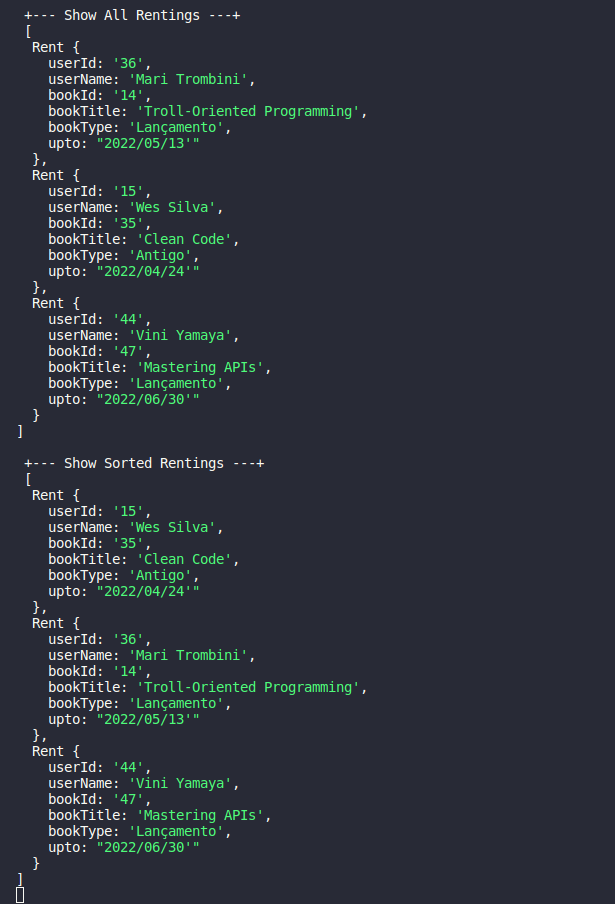 +--- Show All Rentings ---+
[
Rent {
userId: '36',
userName: 'Mari Trombini',
bookId: '14',
bookTitle: 'Troll-Oriented Programming',
bookType: 'Lançamento',
upto: "2022/05/13'"
},
Rent {
userId: '15',
userName: 'Wes Silva',
bookId: '35',
bookTitle: 'Clean Code',
bookType: 'Antigo',
upto: "2022/04/24'"
},
Rent {
userId: '44',
userName: 'Vini Yamaya',
bookId: '47',
bookTitle: 'Mastering APIs',
bookType: 'Lançamento',
upto: "2022/06/30'"
}
]
+--- Show Sorted Rentings ---+
[
Rent {
userId: '15',
userName: 'Wes Silva',
bookId: '35',
bookTitle: 'Clean Code',
bookType: 'Antigo',
upto: "2022/04/24'"
},
Rent {
userId: '36',
userName: 'Mari Trombini',
bookId: '14',
bookTitle: 'Troll-Oriented Programming',
bookType: 'Lançamento',
upto: "2022/05/13'"
},
Rent {
userId: '44',
userName: 'Vini Yamaya',
bookId: '47',
bookTitle: 'Mastering APIs',
bookType: 'Lançamento',
upto: "2022/06/30'"
}
]